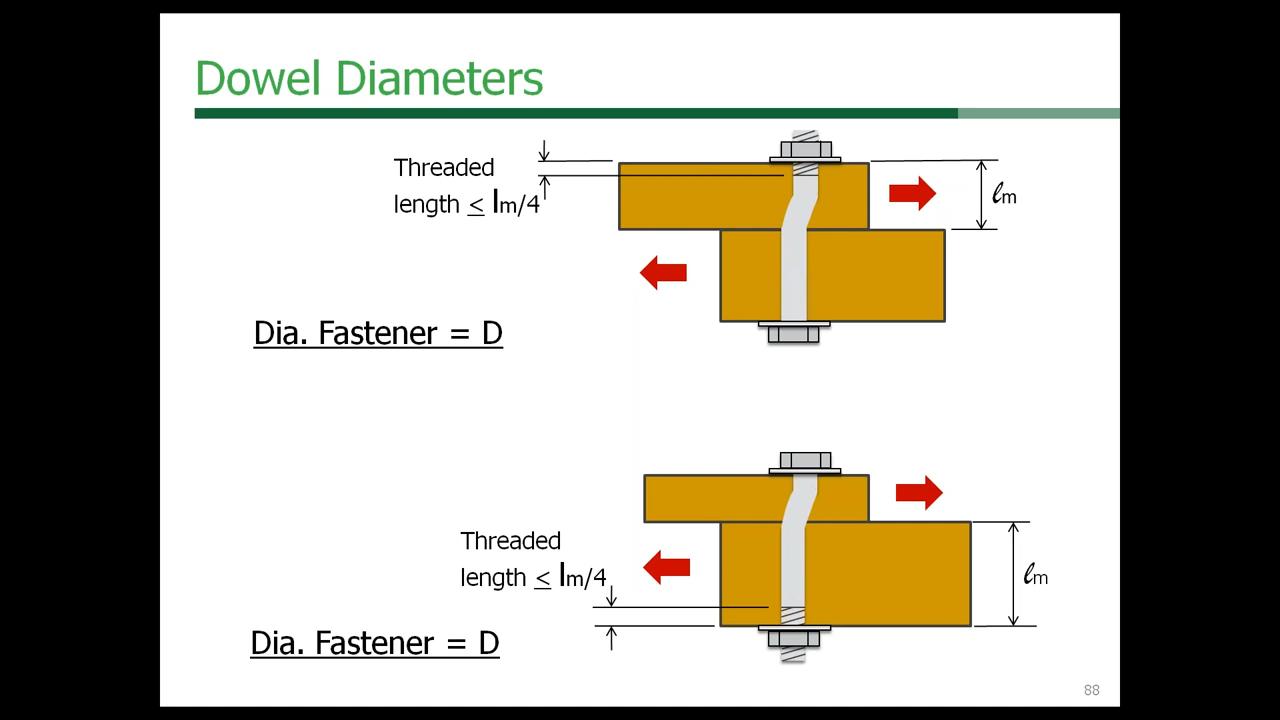 Dowel Diameters
Threaded
length ≤ lm/4
ℓm
Dia. Fastener = D
Threaded
length ≤ lm/4
ℓm
Dia. Fastener = D
88